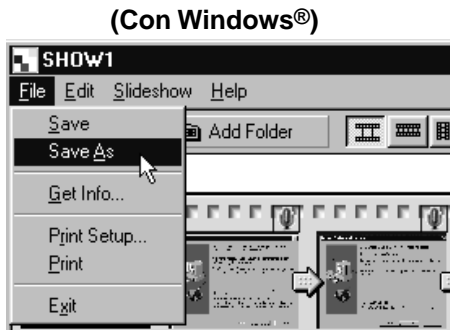 (Con Windows®)
SHOW1
File Edit Slideshow Help
Save
Add Folder
Save As
Get Info...
Print Setup...
Print
Exit